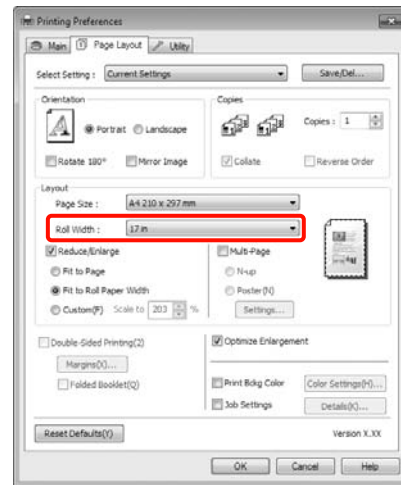 Printing Preferences
Main Page Layout Utility
Select Setting : Current Settings Save/Del...
Orientation
Portrait Landscape
Rotate 180° Mirror Image
Copies
Copies : 1
Collate Reverse Order
Layout
Page Size : A4 210 x 297 mm
Roll Width : 17 in
Reduce/Enlarge
Fit to Page
Fit to Roll Paper Width
Custom(F) Scale to 203 %
Multi-Page
N-up
Poster(N)
Settings...
Double-Sided Printing(2)
Margins(X)...
Folded Booklet(Q)
Optimize Enlargement
Print Bckg Color Color Settings(H)...
Job Settings Details(K)...
Reset Defaults(Y) Version X.XX
OK Cancel Help